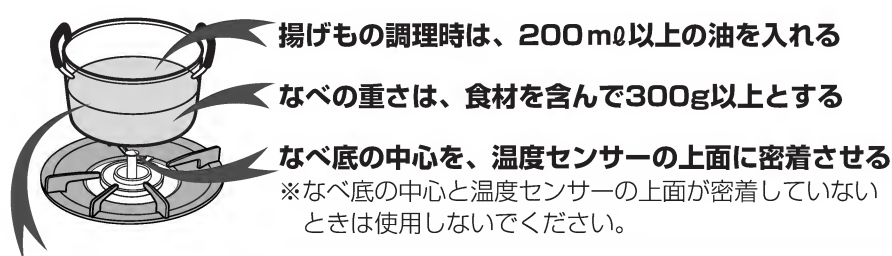 揚げもの調理時は、200mℓ以上の油を入れる
なべの重さは、食材を含んで300g以上とする
なべ底の中心を、温度センサーの上面に密着させる
※なべ底の中心と温度センサーの上面が密着していない
ときは使用しないでください。